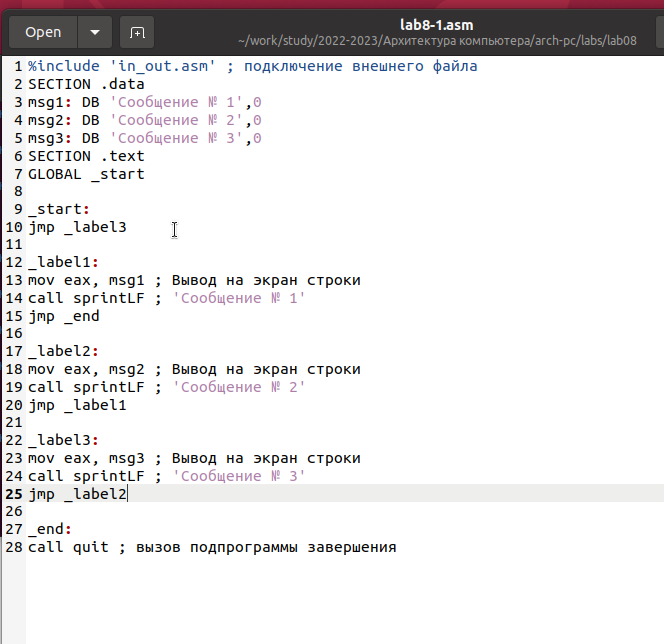 Open
lab8-1.asm
~/work/study/2022-2023/Архитектура компьютера/arch-pc/labs/lab08
1 %include 'in_out.asm' ; подключение внешнего файла
2 SECTION .data
3 msg1: DB 'Сообщение № 1',0
4 msg2: DB 'Сообщение № 2',0
5 msg3: DB 'Сообщение № 3',0
6 SECTION .text
7 GLOBAL _start
8
9 _start:
10 jmp _label3
11
12 _label1:
13 mov eax, msg1 ; Вывод на экран строки
14 call sprintLF ; 'Сообщение № 1'
15 jmp _end
16
17 _label2:
18 mov eax, msg2 ; Вывод на экран строки
19 call sprintLF ; 'Сообщение № 2'
20 jmp _label1
21
22 _label3:
23 mov eax, msg3 ; Вывод на экран строки
24 call sprintLF ; 'Сообщение № 3'
25 jmp _label2
26
27 _end:
28 call quit ; вызов подпрограммы завершения